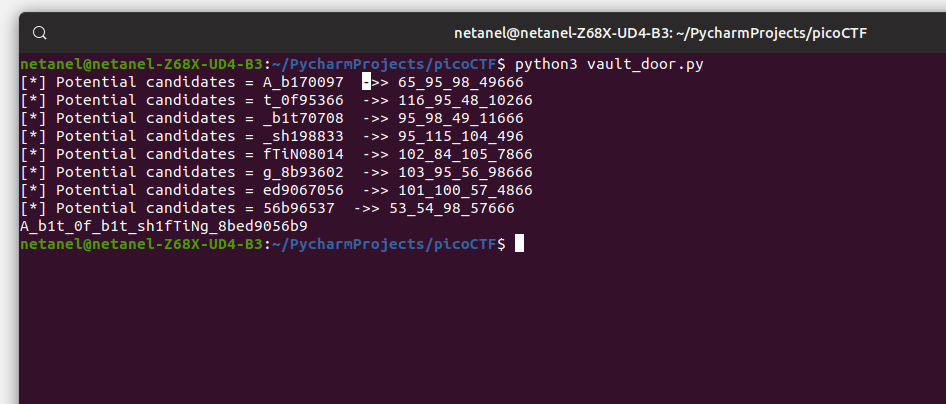 netanel@netanel-Z68X-UD4-B3: ~/PycharmProjects/picoCTF
netanel@netanel-Z68X-UD4-B3:~/PycharmProjects/picoCTF$ python3 vault_door.py
[*] Potential candidates = A_b170097  ->> 65_95_98_49666
[*] Potential candidates = t_0f95366  ->> 116_95_48_10266
[*] Potential candidates = _b1t70708  ->> 95_98_49_11666
[*] Potential candidates = _sh198833  ->> 95_115_104_496
[*] Potential candidates = fTiN08014  ->> 102_84_105_7866
[*] Potential candidates = g_8b93602  ->> 103_95_56_98666
[*] Potential candidates = ed9067056  ->> 101_100_57_4866
[*] Potential candidates = 56b96537  ->> 53_54_98_57666
A_b1t_0f_b1t_sh1fTiNg_8bed9056b9
netanel@netanel-Z68X-UD4-B3:~/PycharmProjects/picoCTF$